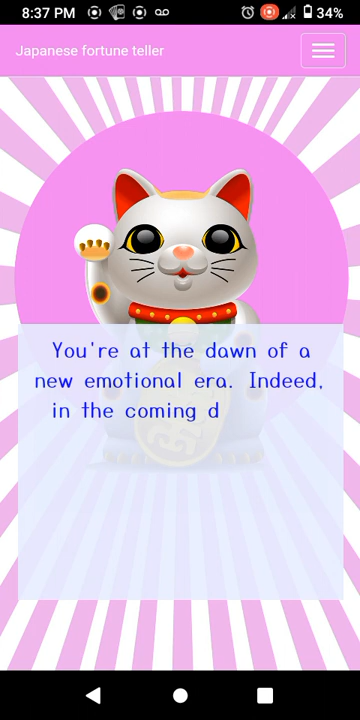 8:37 PM 34%
Japanese fortune teller
You're at the dawn of a
new emotional era. Indeed,
in the coming d